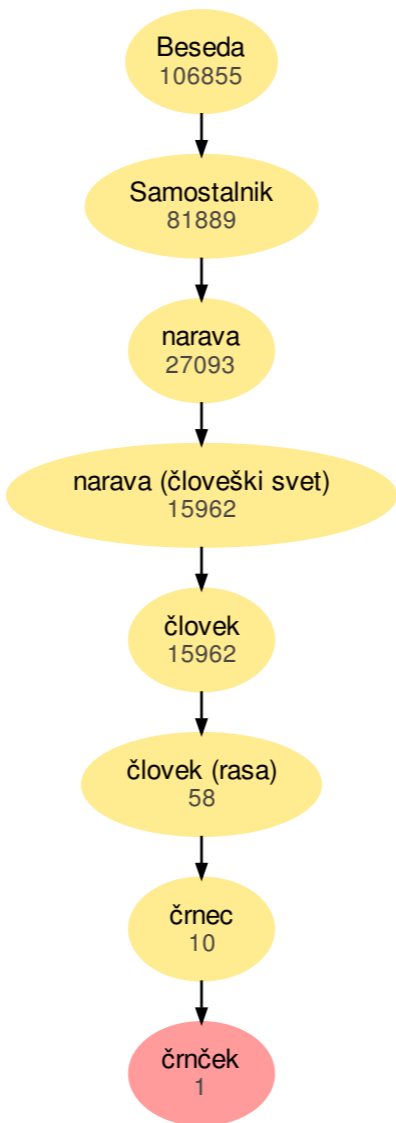 Beseda
106855
Samostalnik
81889
narava
27093
narava (človeški svet)
15962
človek
15962
človek (rasa)
58
črnec
10
črnček
1